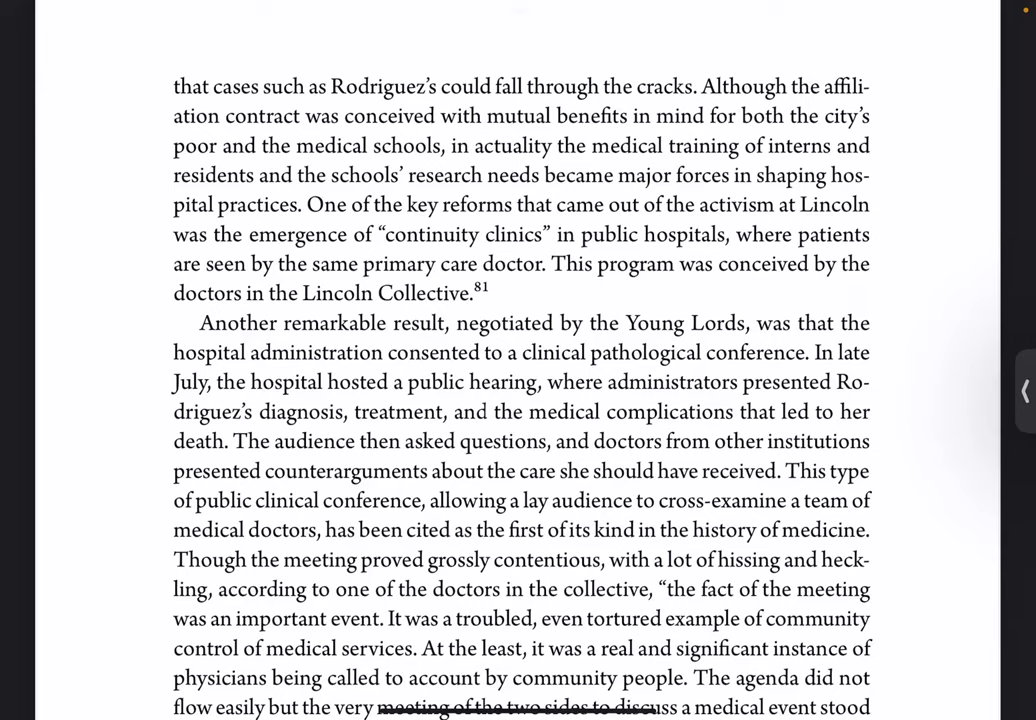 that cases such as Rodriguez’s could fall through the cracks. Although the affili-
ation contract was conceived with mutual benefits in mind for both the city’s
poor and the medical schools, in actuality the medical training of interns and
residents and the schools’ research needs became major forces in shaping hos-
pital practices. One of the key reforms that came out of the activism at Lincoln
was the emergence of “continuity clinics” in public hospitals, where patients
are seen by the same primary care doctor. This program was conceived by the
doctors in the Lincoln Collective.81
Another remarkable result, negotiated by the Young Lords, was that the
hospital administration consented to a clinical pathological conference. In late
July, the hospital hosted a public hearing, where administrators presented Ro-
driguez’s diagnosis, treatment, and the medical complications that led to her
death. The audience then asked questions, and doctors from other institutions
presented counterarguments about the care she should have received. This type
of public clinical conference, allowing a lay audience to cross-examine a team of
medical doctors, has been cited as the first of its kind in the history of medicine.
Though the meeting proved grossly contentious, with a lot of hissing and heck-
ling, according to one of the doctors in the collective, “the fact of the meeting
was an important event. It was a troubled, even tortured example of community
control of medical services. At the least, it was a real and significant instance of
physicians being called to account by community people. The agenda did not
flow easily but the very meeting of the two sides to discuss a medical event stood